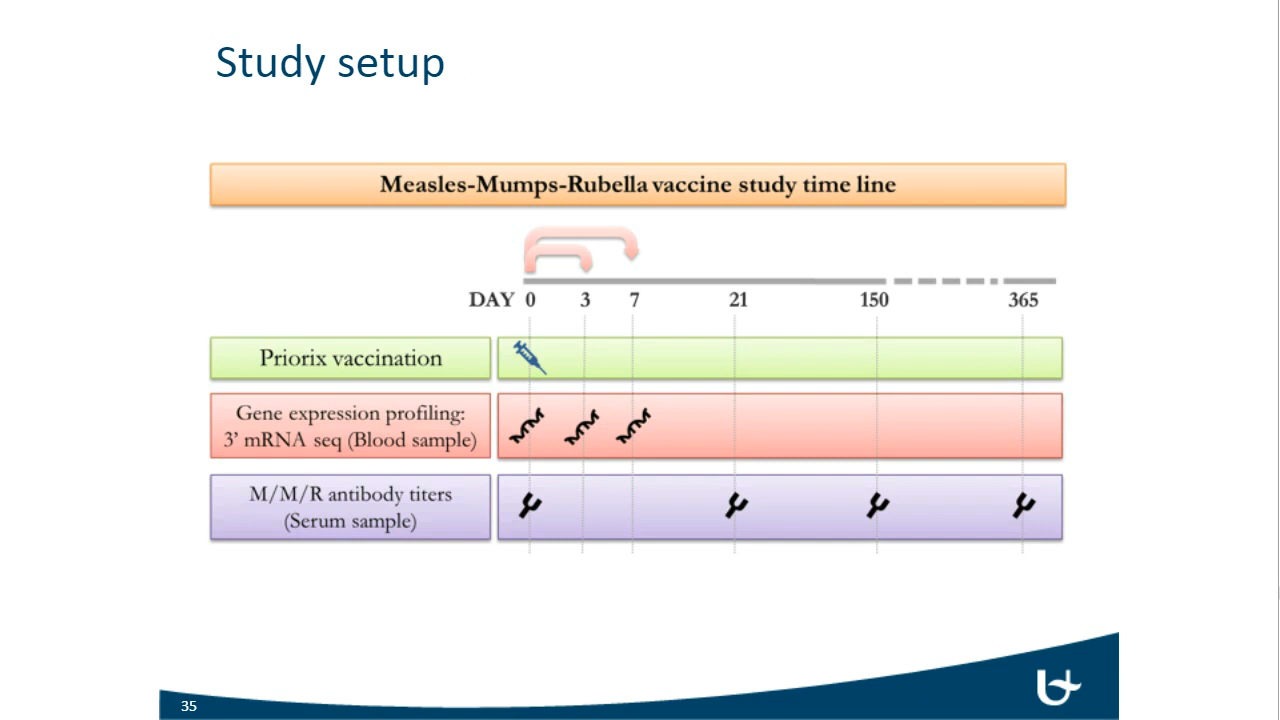 Study setup
Measles-Mumps-Rubella vaccine study time line
DAY 0 3 7 21 150 365
Priorix vaccination
Gene expression profiling:
3’ mRNA seq (Blood sample)
M/M/R antibody titers
(Serum sample)
35